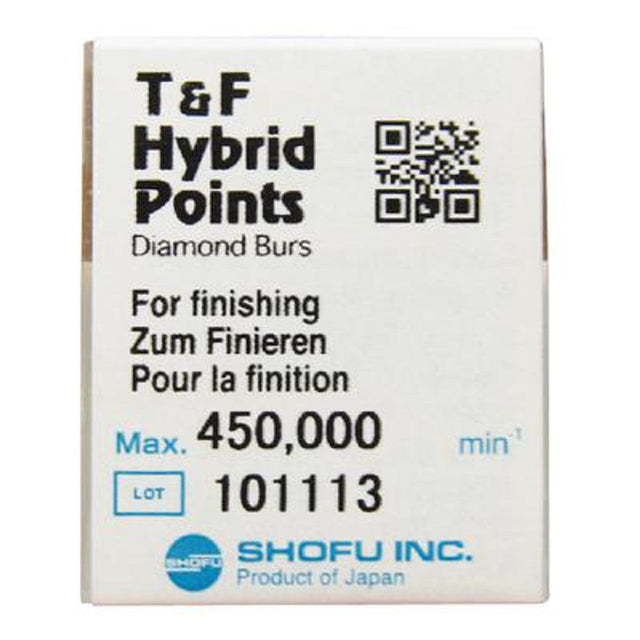 T & F
Hybrid
Points
Diamond Burs
For finishing
Zum Finieren
Pour la finition
Max. 450,000 min⁻¹
LOT 101113
SHOFU SHOFU INC.
Product of Japan